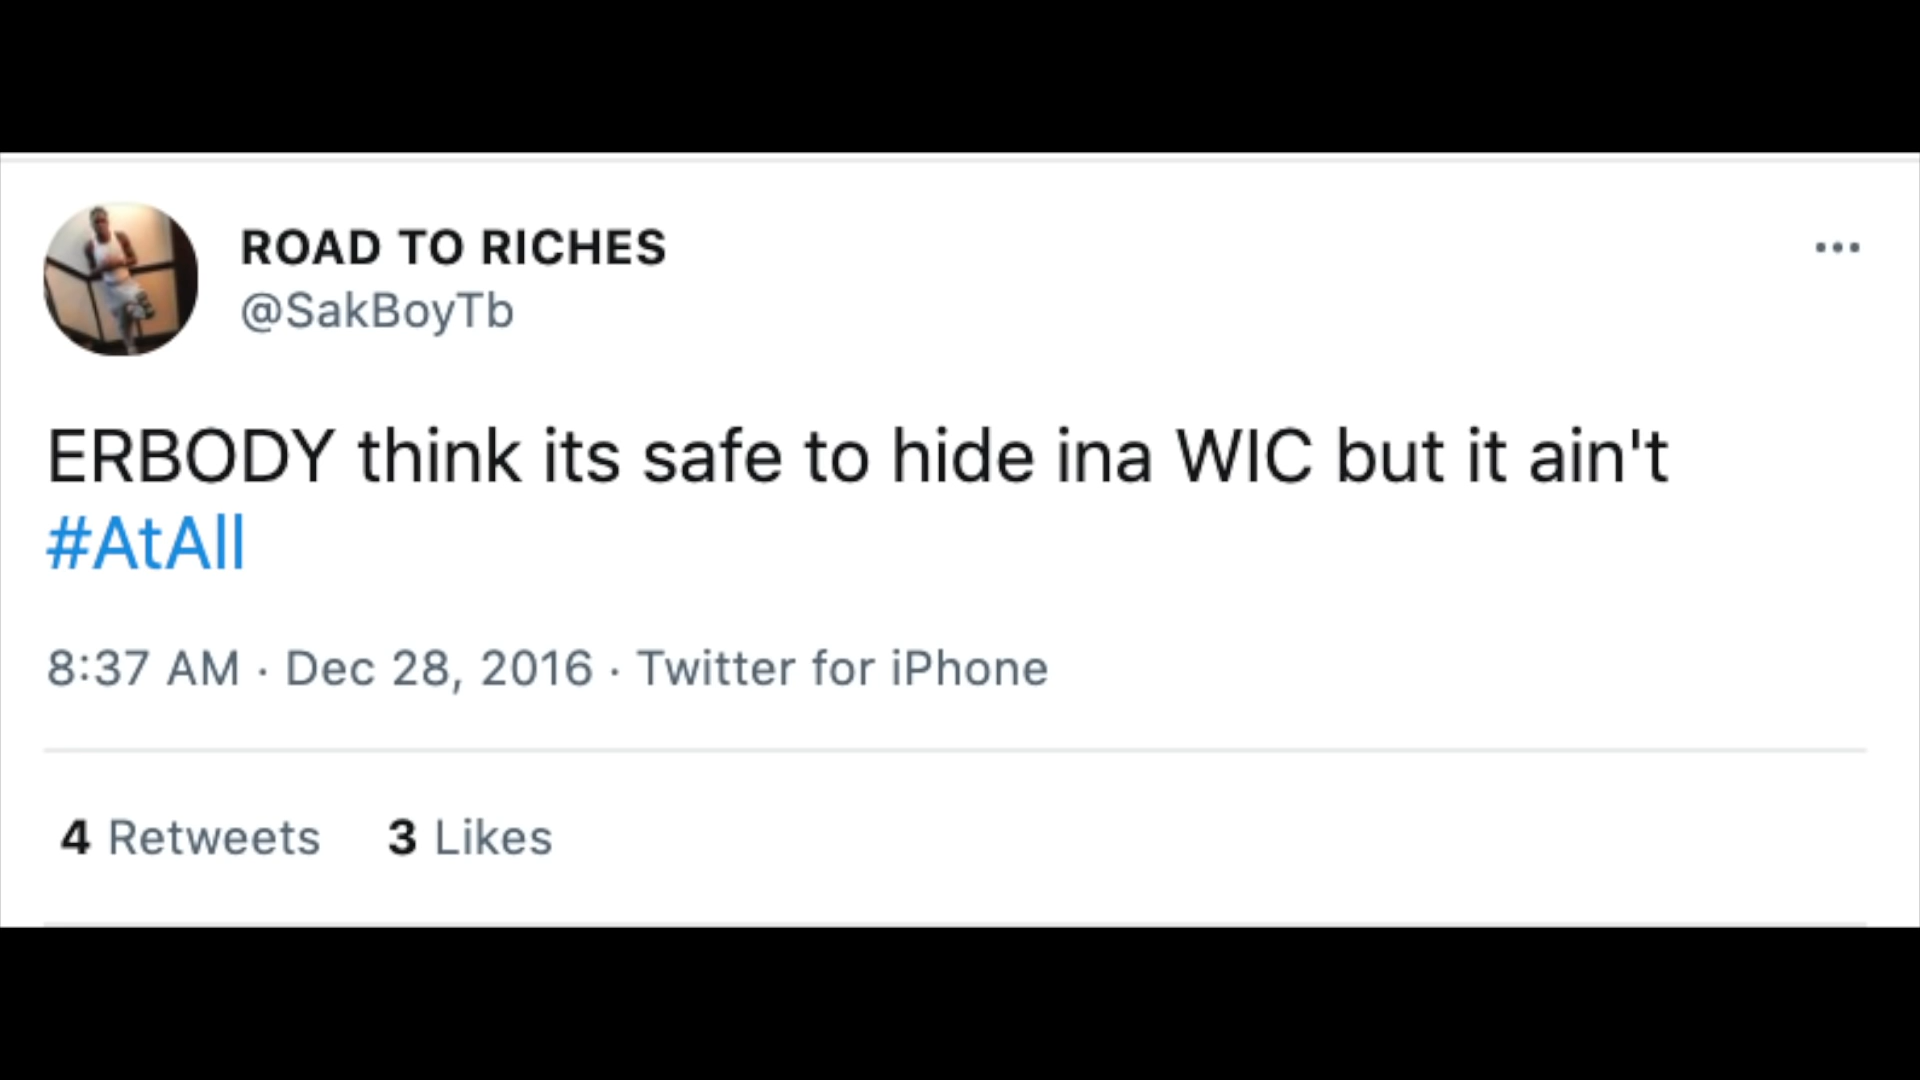 ROAD TO RICHES
@SakBoyTb
ERBODY think its safe to hide ina WIC but it ain't
#AtAll
8:37 AM · Dec 28, 2016 · Twitter for iPhone
4 Retweets 3 Likes